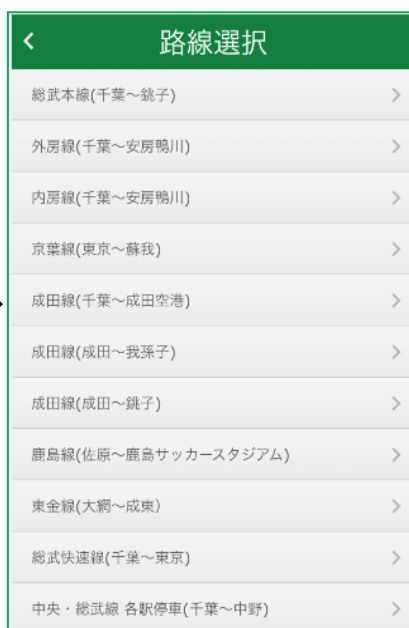 路線選択
総武本線(千葉～銚子)
外房線(千葉～安房鴨川)
内房線(千葉～安房鴨川)
京葉線(東京～蘇我)
成田線(千葉～成田空港)
成田線(成田～我孫子)
成田線(成田～銚子)
鹿島線(佐原～鹿島サッカースタジアム)
東金線(大網～成東)
総武快速線(千葉～東京)
中央・総武線 各駅停車(千葉～中野)